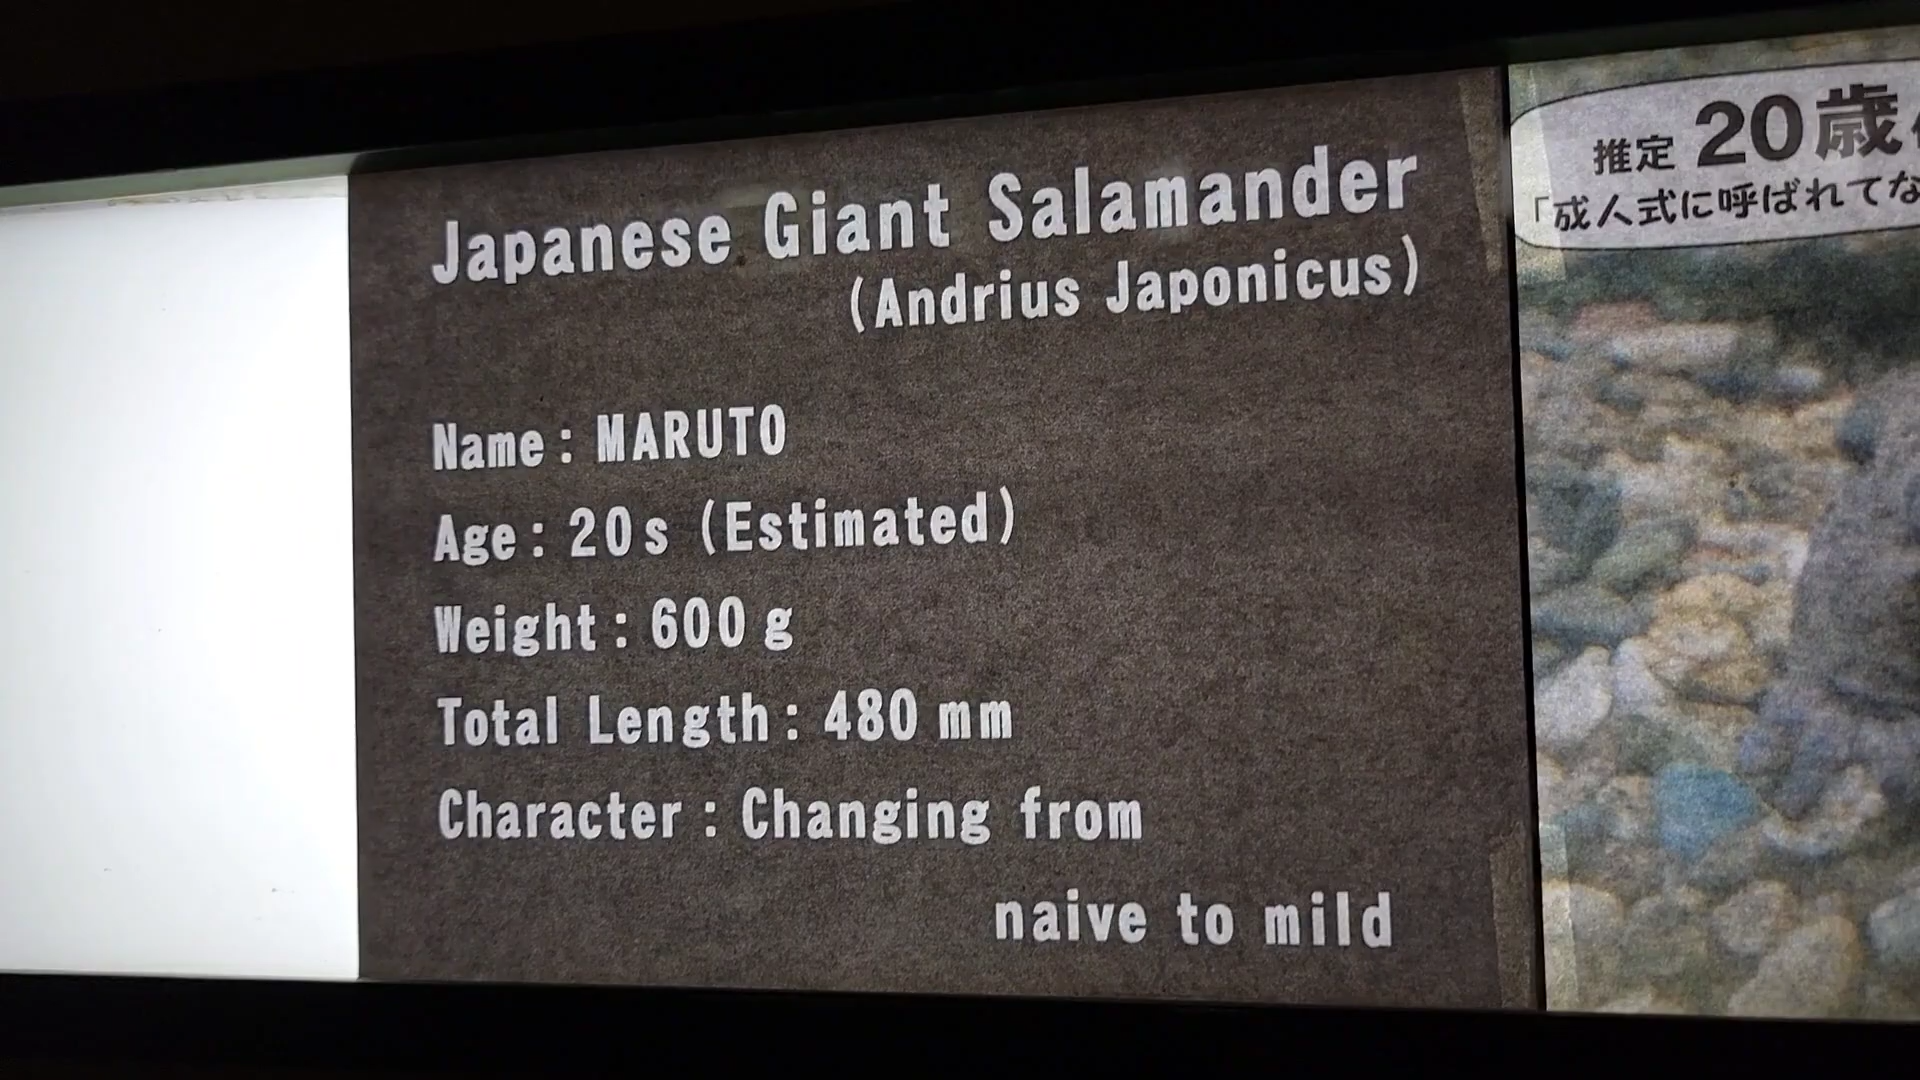 Japanese Giant Salamander
(Andrius Japonicus)
Name: MARUTO
Age: 20s (Estimated)
Weight: 600 g
Total Length: 480 mm
Character: Changing from
naive to mild
推定 20歳
「成人式に呼ばれてな